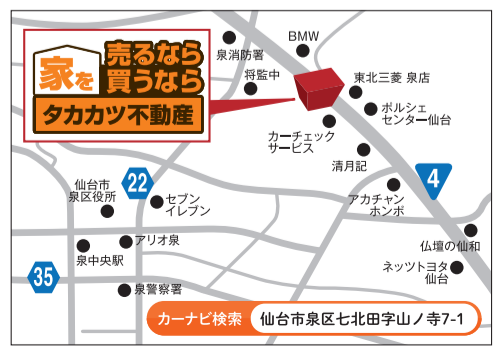 家を
売るなら
買うなら
タカカツ不動産
泉消防署
BMW
将監中
東北三菱 泉店
ポルシェ
センター仙台
カーチェック
サービス
清月記
4
アカチャン
ホンポ
仙台市
泉区役所
22
セブン
イレブン
アリオ泉
泉中央駅
仏壇の仙和
ネッツトヨタ
仙台
35
泉警察署
カーナビ検索 仙台市泉区七北田字山ノ寺7-1